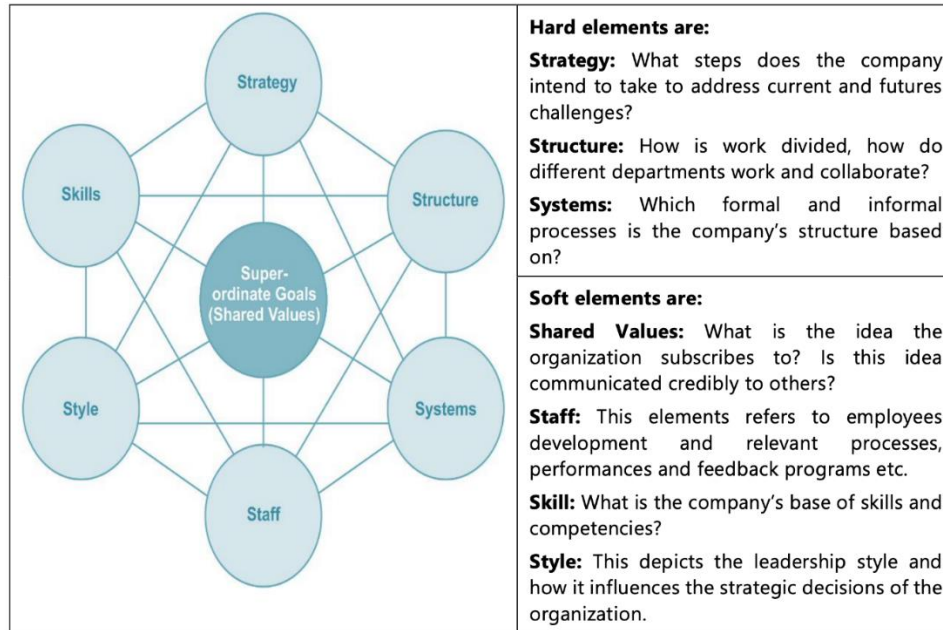 Strategy
Skills
Structure
Super-
ordinate Goals
(Shared Values)
Style
Systems
Staff
Hard elements are:
Strategy: What steps does the company
intend to take to address current and futures
challenges?
Structure: How is work divided, how do
different departments work and collaborate?
Systems: Which formal and informal
processes is the company's structure based
on?
Soft elements are:
Shared Values: What is the idea the
organization subscribes to? Is this idea
communicated credibly to others?
Staff: This elements refers to employees
development and relevant processes,
performances and feedback programs etc.
Skill: What is the company's base of skills and
competencies?
Style: This depicts the leadership style and
how it influences the strategic decisions of the
organization.